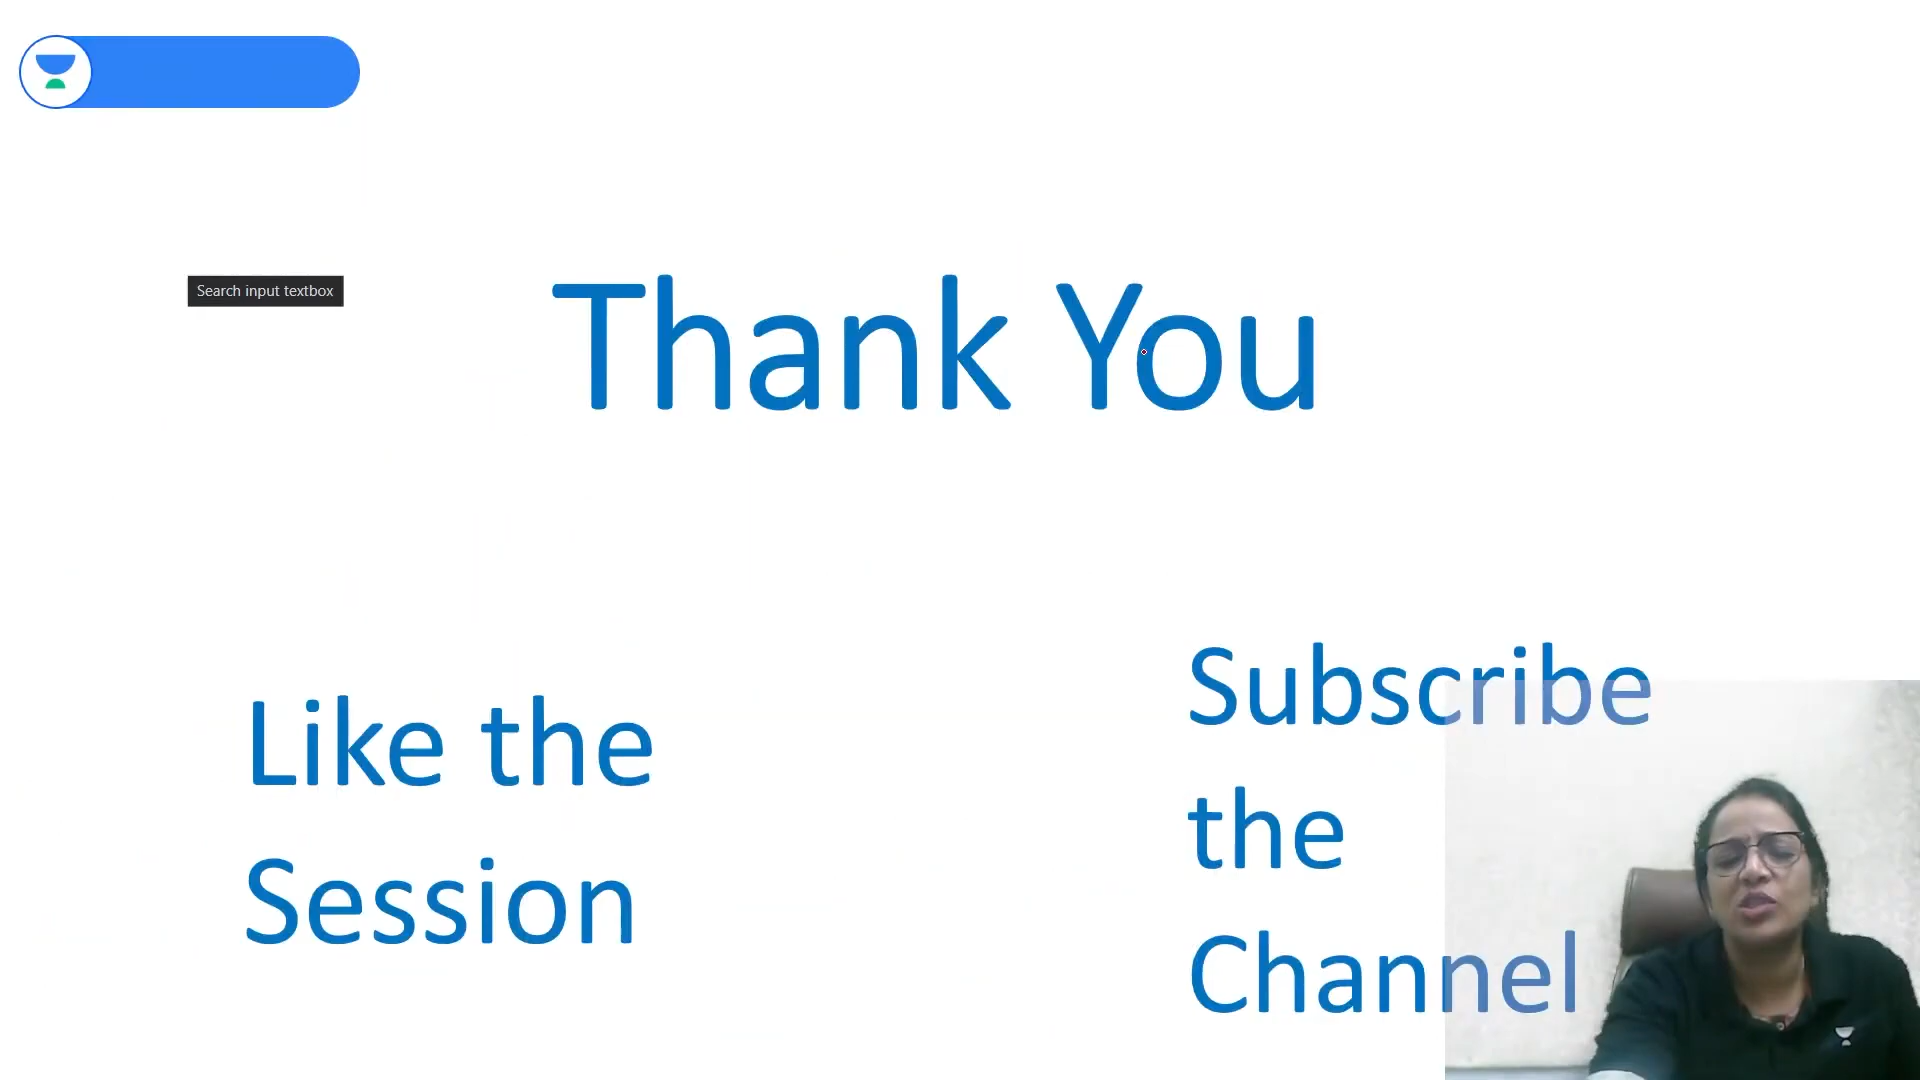 Search input textbox
Thank You
Like the
Session
Subscribe
the
Channel